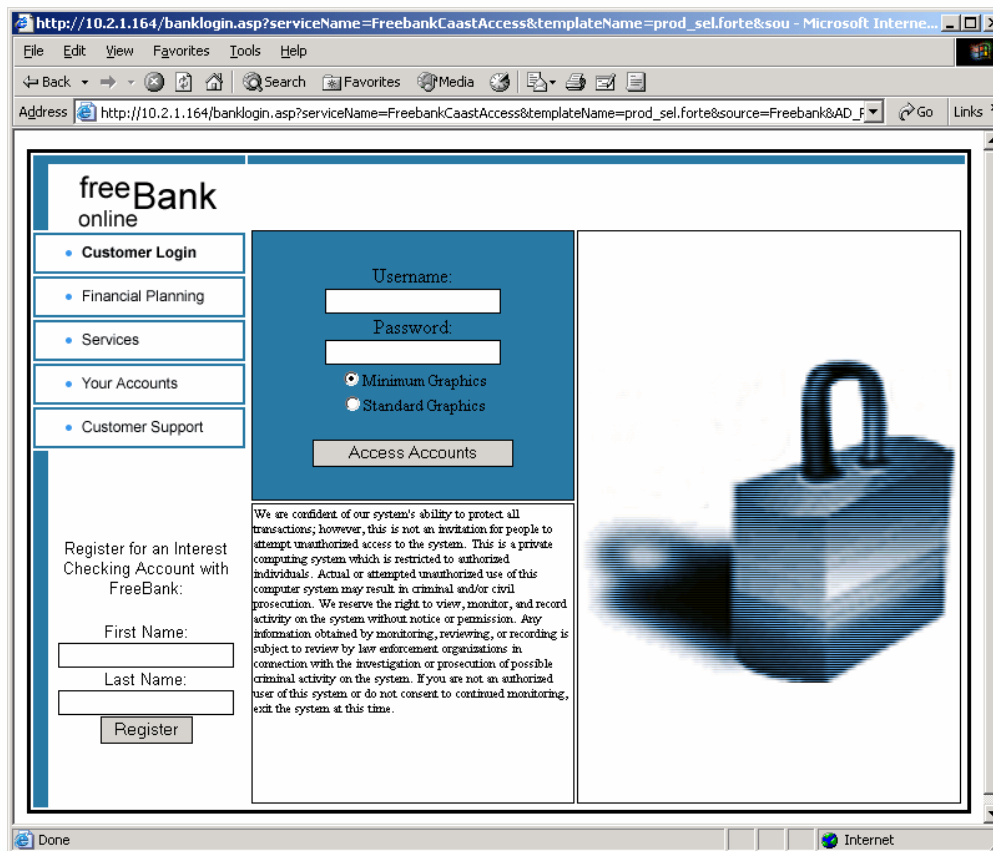 http://10.2.1.164/banklogin.asp?serviceName=FreebankCaastAccess&templateName=prod_sel.forte&sou - Microsoft Interne...
File Edit View Favorites Tools Help
Back Search Favorites Media
Address http://10.2.1.164/banklogin.asp?serviceName=FreebankCaastAccess&templateName=prod_sel.forte&source=Freebank&AD_ Go Links
freeBank
online
Customer Login
Financial Planning
Services
Your Accounts
Customer Support
Register for an Interest
Checking Account with
FreeBank:
First Name:
Last Name:
Register
Username:
Password:
Minimum Graphics
Standard Graphics
Access Accounts
We are confident of our system's ability to protect all
transactions; however, this is not an invitation for people to
attempt unauthorized access to the system. This is a private
computing system which is restricted to authorized
individuals. Actual or attempted unauthorized use of this
computer system may result in criminal and/or civil
prosecution. We reserve the right to view, monitor, and record
activity on the system without notice or permission. Any
information obtained by monitoring, reviewing, or recording is
subject to review by law enforcement organizations in
connection with the investigation or prosecution of possible
criminal activity on the system. If you are not an authorized
user of this system or do not consent to continued monitoring,
exit the system at this time.
Done Internet